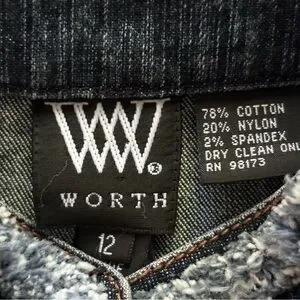 W®
WORTH
12
78% COTTON
20% NYLON
2% SPANDEX
DRY CLEAN ONL
RN 98173